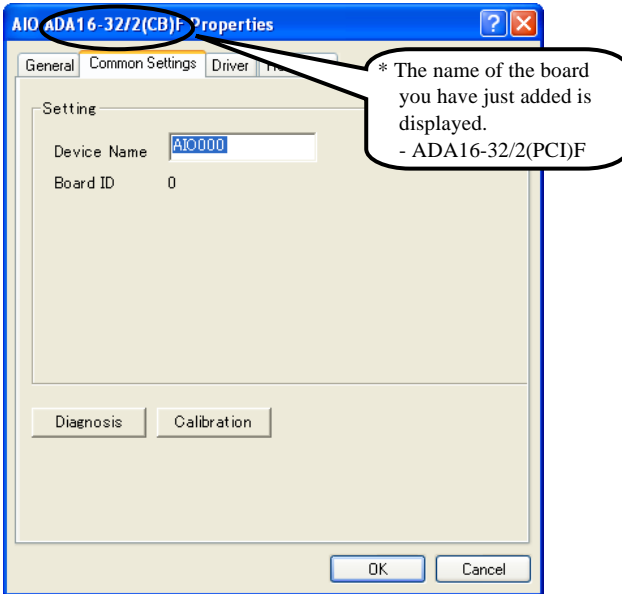 AIO ADA16-32/2(CB)F Properties
General Common Settings Driver
* The name of the board
you have just added is
displayed.
- ADA16-32/2(PCI)F
Setting
Device Name AIO000
Board ID 0
Diagnosis Calibration
OK Cancel